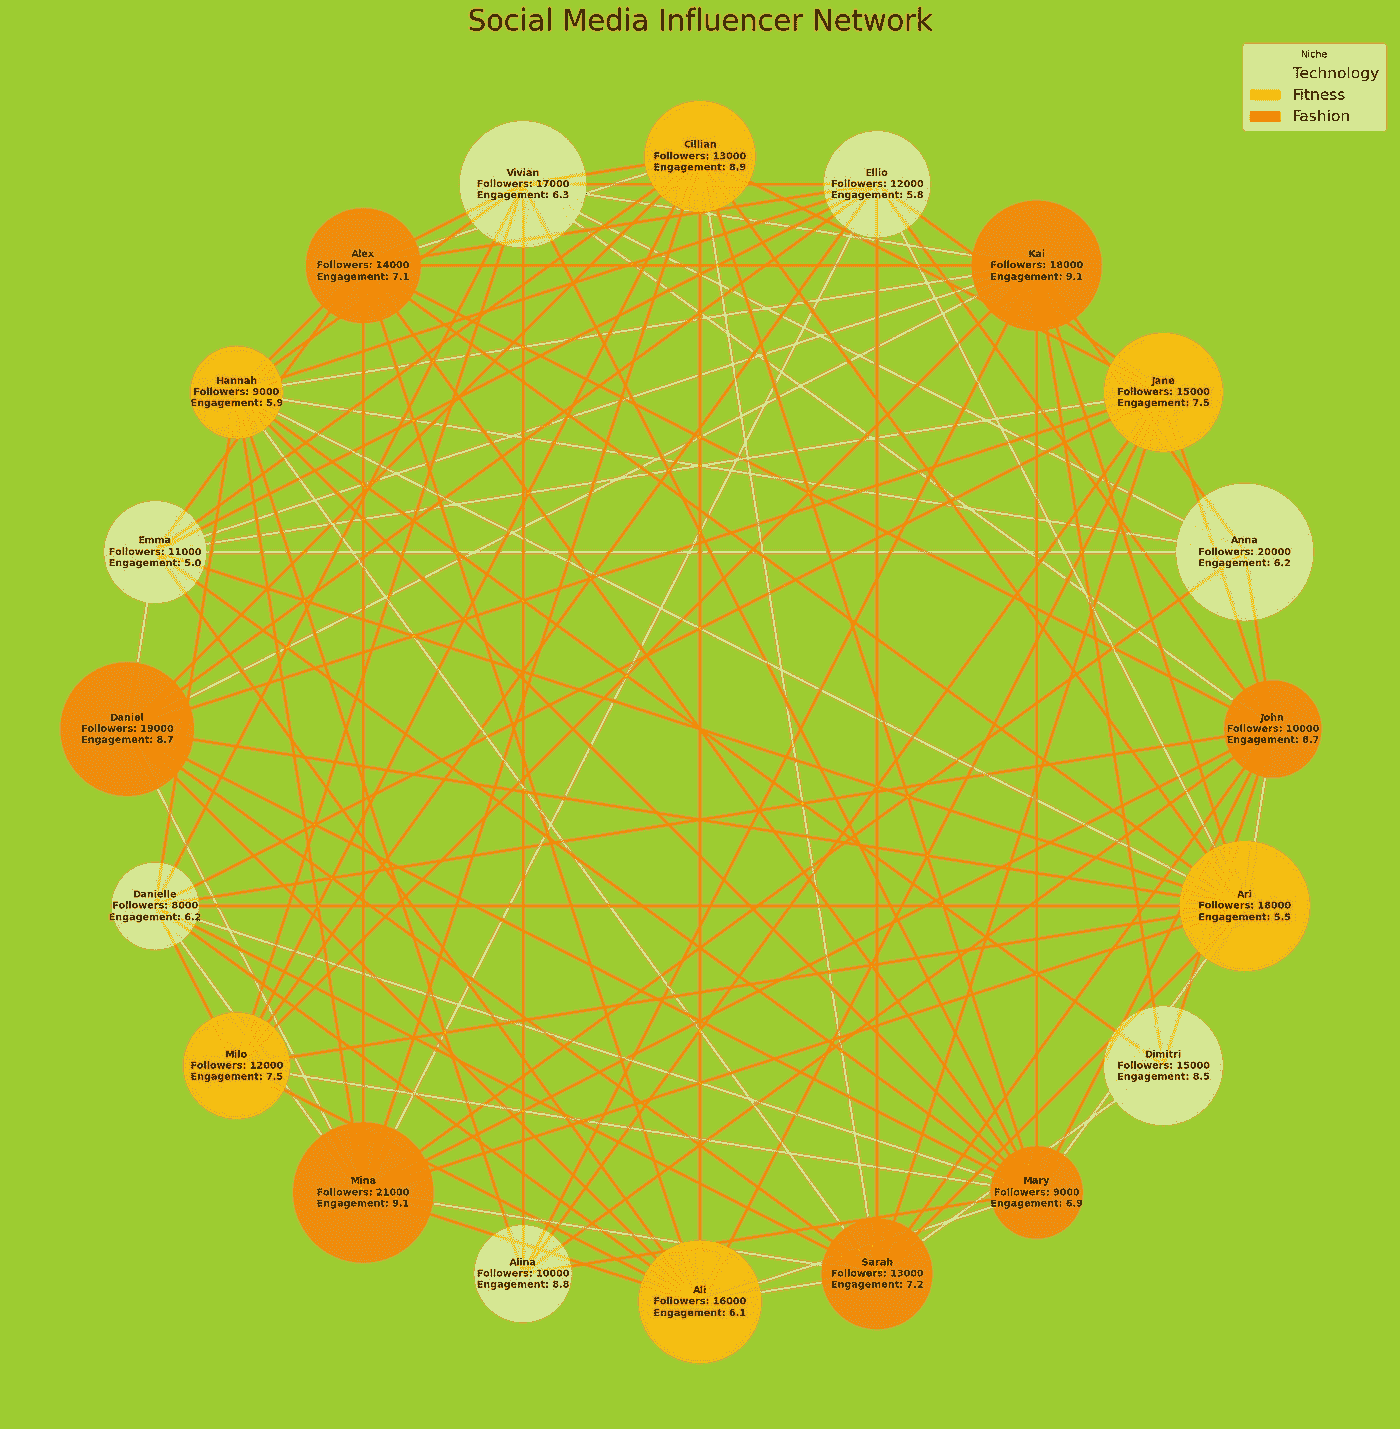 Social Media Influencer Network
Niche
Technology
Fitness
Fashion
Cillian
Followers: 13000
Engagement: 8.9
Vivian
Followers: 17000
Engagement: 6.3
Ellio
Followers: 12000
Engagement: 5.8
Alex
Followers: 14000
Engagement: 7.1
Kai
Followers: 18000
Engagement: 9.1
Hannah
Followers: 9000
Engagement: 5.9
Jane
Followers: 15000
Engagement: 7.5
Emma
Followers: 11000
Engagement: 5.0
Anna
Followers: 20000
Engagement: 6.2
Daniel
Followers: 19000
Engagement: 8.7
John
Followers: 10000
Engagement: 8.7
Danielle
Followers: 8000
Engagement: 6.2
Ari
Followers: 18000
Engagement: 5.5
Milo
Followers: 12000
Engagement: 7.5
Dimitri
Followers: 15000
Engagement: 8.5
Mina
Followers: 21000
Engagement: 9.1
Mary
Followers: 9000
Engagement: 6.9
Alina
Followers: 10000
Engagement: 8.8
Sarah
Followers: 13000
Engagement: 7.2
Ali
Followers: 16000
Engagement: 6.1